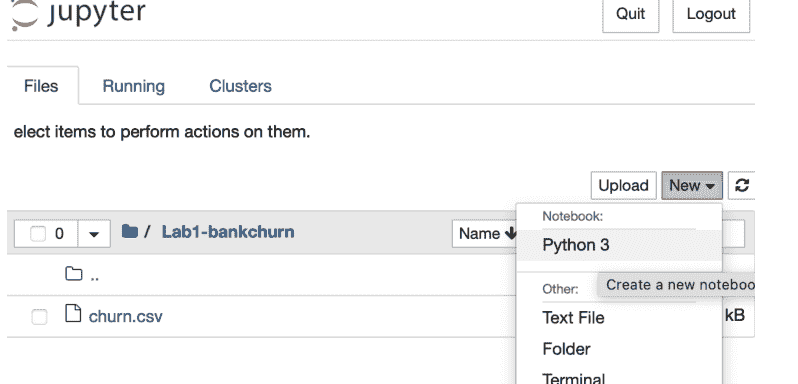 jupyter
Quit Logout
Files Running Clusters
elect items to perform actions on them.
Upload New
0 / Lab1-bankchurn Name
Notebook:
Python 3
..
Create a new noteboo
Other:
churn.csv kB
Text File
Folder
Terminal